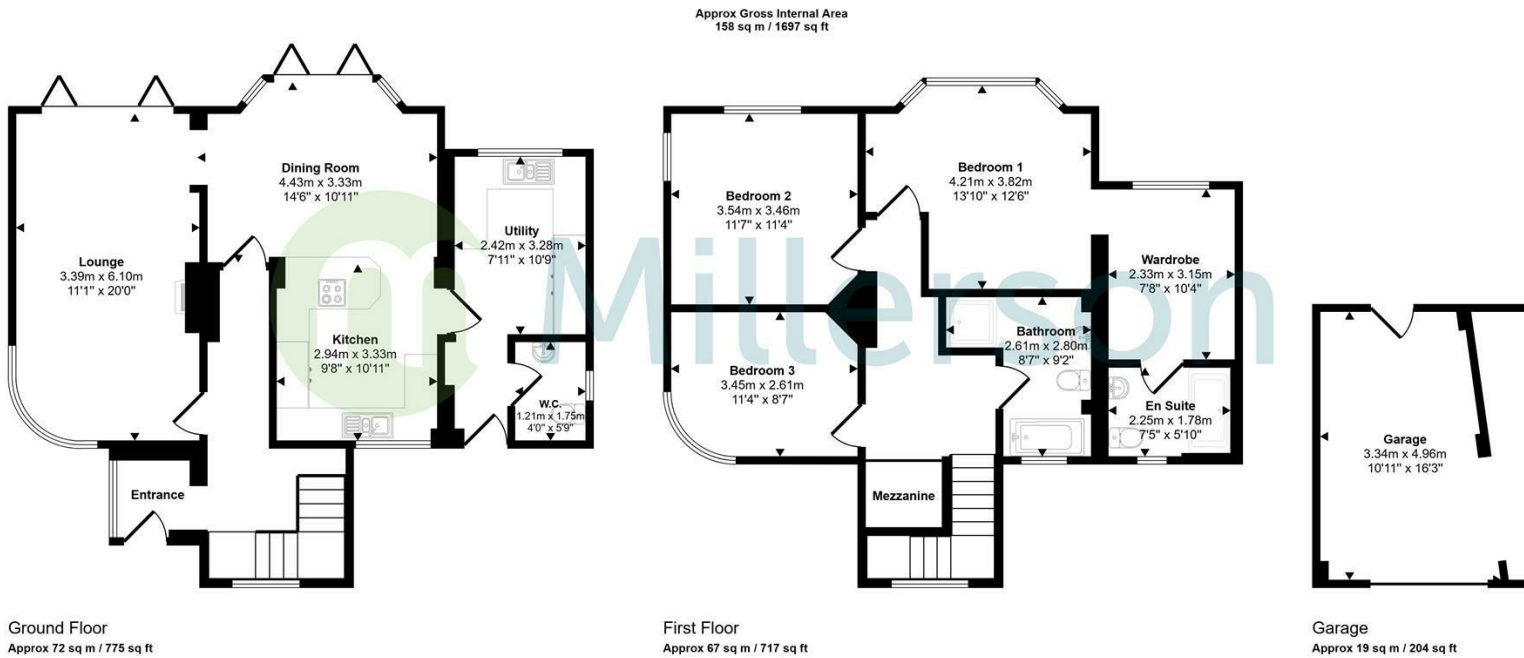 Approx Gross Internal Area
158 sq m / 1697 sq ft
Dining Room
4.43m x 3.33m
14'6" x 10'11"
Lounge
3.39m x 6.10m
11'1" x 20'0"
Utility
2.42m x 3.28m
7'11" x 10'9"
Kitchen
2.94m x 3.33m
9'8" x 10'11"
W.C.
1.21m x 1.75m
4'0" x 5'9"
Entrance
Ground Floor
Approx 72 sq m / 775 sq ft
Bedroom 1
4.21m x 3.82m
13'10" x 12'6"
Bedroom 2
3.54m x 3.46m
11'7" x 11'4"
Wardrobe
2.33m x 3.15m
7'8" x 10'4"
Bathroom
2.61m x 2.80m
8'7" x 9'2"
Bedroom 3
3.45m x 2.61m
11'4" x 8'7"
En Suite
2.25m x 1.78m
7'5" x 5'10"
Mezzanine
First Floor
Approx 67 sq m / 717 sq ft
Garage
3.34m x 4.96m
10'11" x 16'3"
Garage
Approx 19 sq m / 204 sq ft
m Millerson